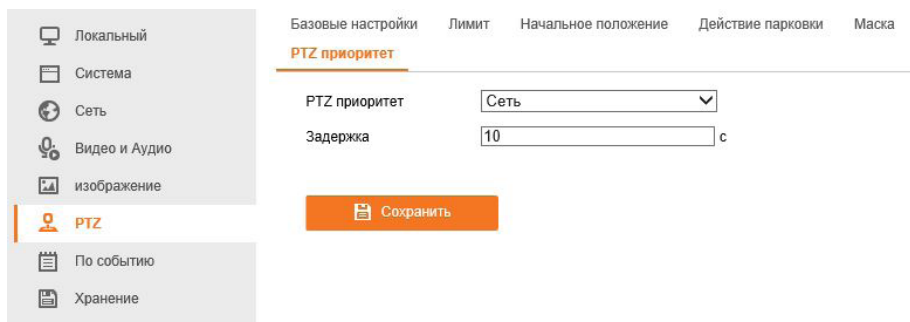 Локальный
Система
Сеть
Видео и Аудио
изображение
PTZ
По событию
Хранение
Базовые настройки Лимит Начальное положение Действие парковки Маска
PTZ приоритет
PTZ приоритет Сеть
Задержка 10 с
Сохранить